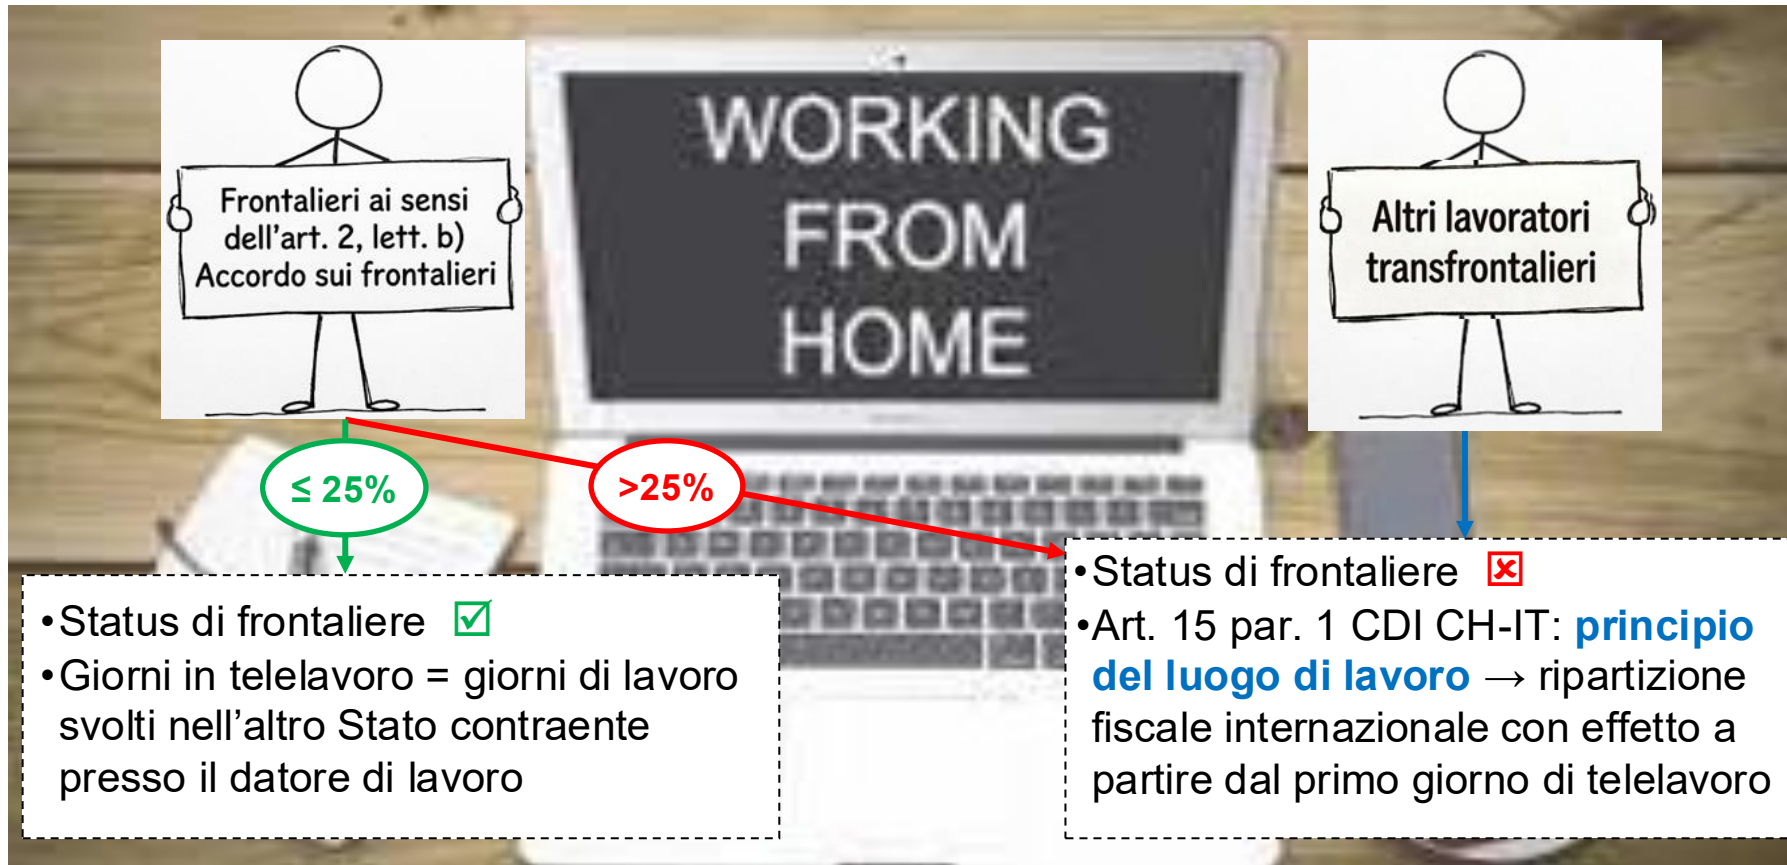 Frontalieri ai sensi
dell'art. 2, lett. b)
Accordo sui frontalieri
WORKING
FROM
HOME
Altri lavoratori
transfrontalieri
≤ 25%
>25%
•Status di frontaliere ☑
•Giorni in telelavoro = giorni di lavoro
svolti nell'altro Stato contraente
presso il datore di lavoro
•Status di frontaliere ☒
•Art. 15 par. 1 CDI CH-IT: principio
del luogo di lavoro → ripartizione
fiscale internazionale con effetto a
partire dal primo giorno di telelavoro